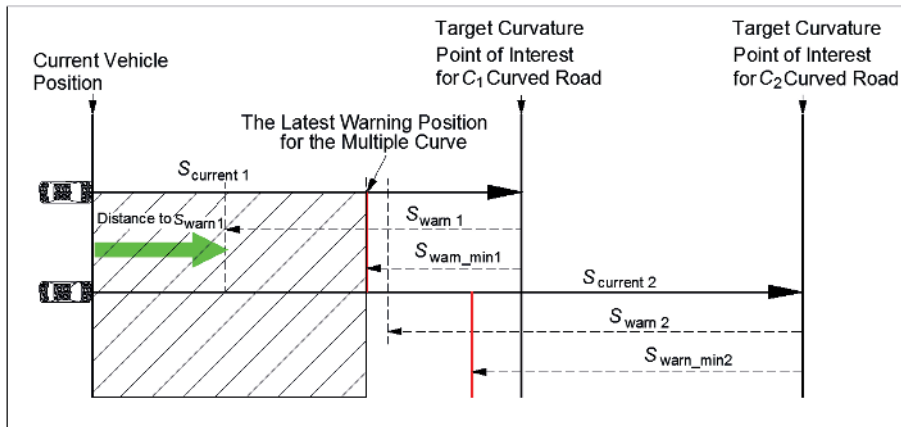 Target Curvature
Point of Interest
for C1 Curved Road
Target Curvature
Point of Interest
for C2 Curved Road
Current Vehicle
Position
The Latest Warning Position
for the Multiple Curve
Scurrent 1
Distance to Swarn1
Swarn 1
Swarn_min1
Scurrent 2
Swarn 2
Swarn_min2